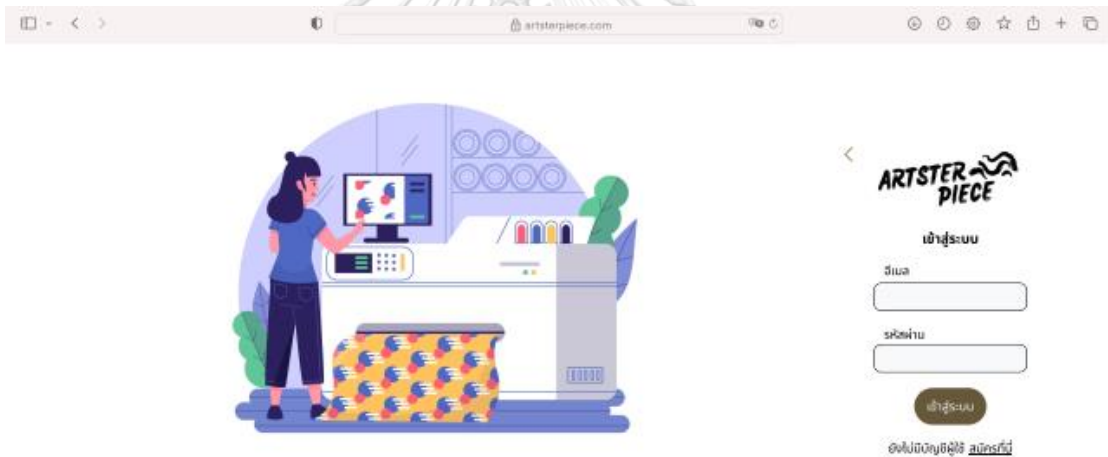 artsterpiece.com
ARTSTER
PIECE
เข้าสู่ระบบ
อีเมล
รหัสผ่าน
เข้าสู่ระบบ
ยังไม่มีบัญชีผู้ใช้ สมัครที่นี่